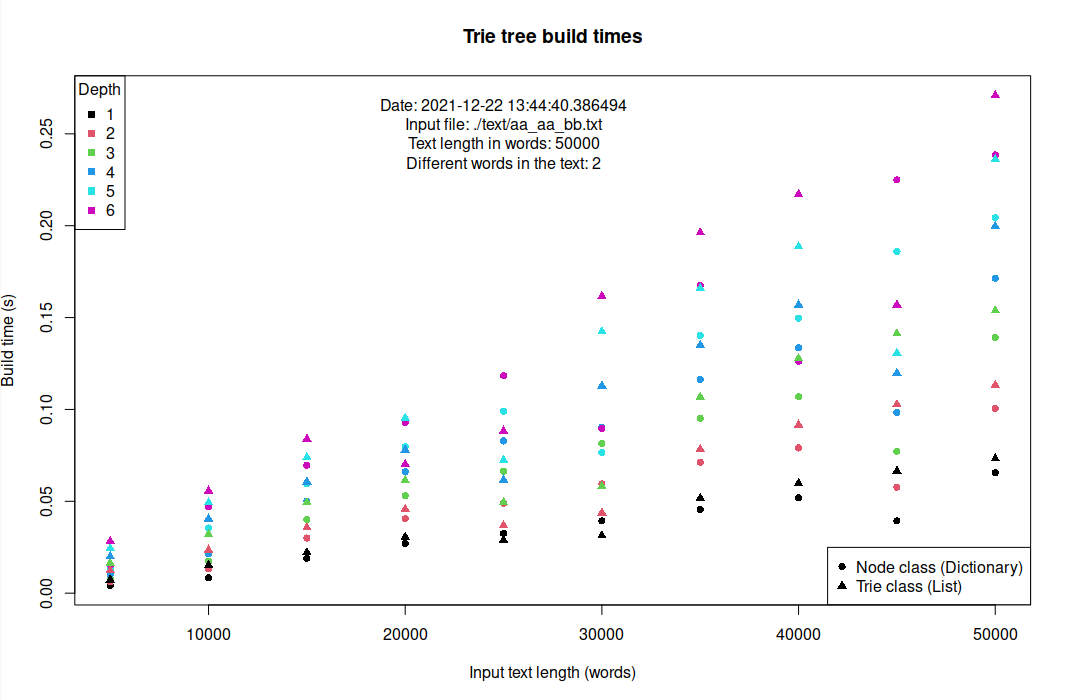 Trie tree build times
Depth
1
2
3
4
5
6
Date: 2021-12-22 13:44:40.386494
Input file: ./text/aa_aa_bb.txt
Text length in words: 50000
Different words in the text: 2
Build time (s)
0.25
0.20
0.15
0.10
0.05
0.00
Node class (Dictionary)
Trie class (List)
10000 20000 30000 40000 50000
Input text length (words)